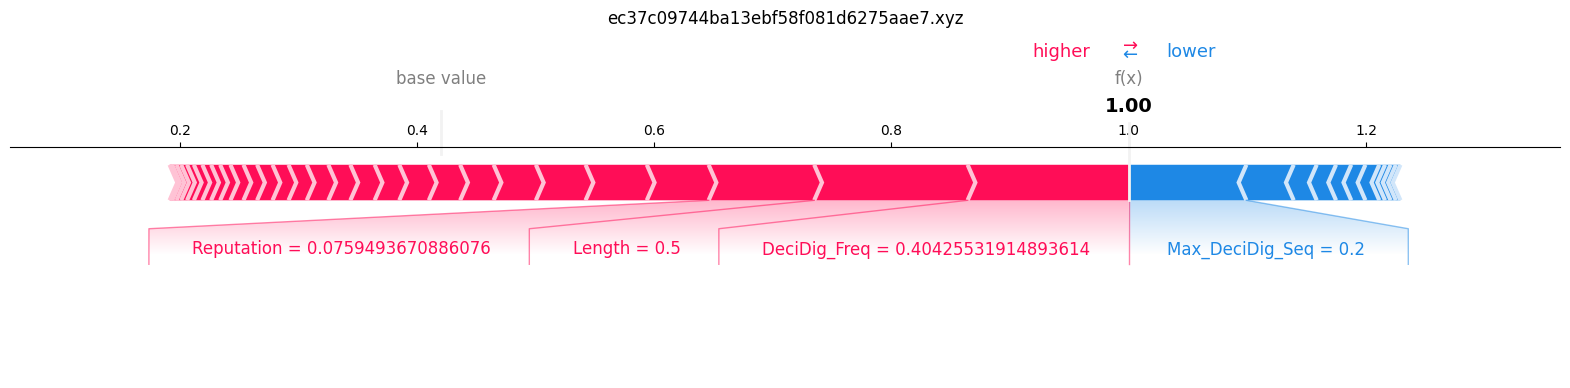 ec37c09744ba13ebf58f081d6275aae7.xyz
higher ⇄ lower
base value f(x)
1.00
0.2 0.4 0.6 0.8 1.0 1.2
Reputation = 0.0759493670886076 Length = 0.5 DeciDig_Freq = 0.40425531914893614 Max_DeciDig_Seq = 0.2